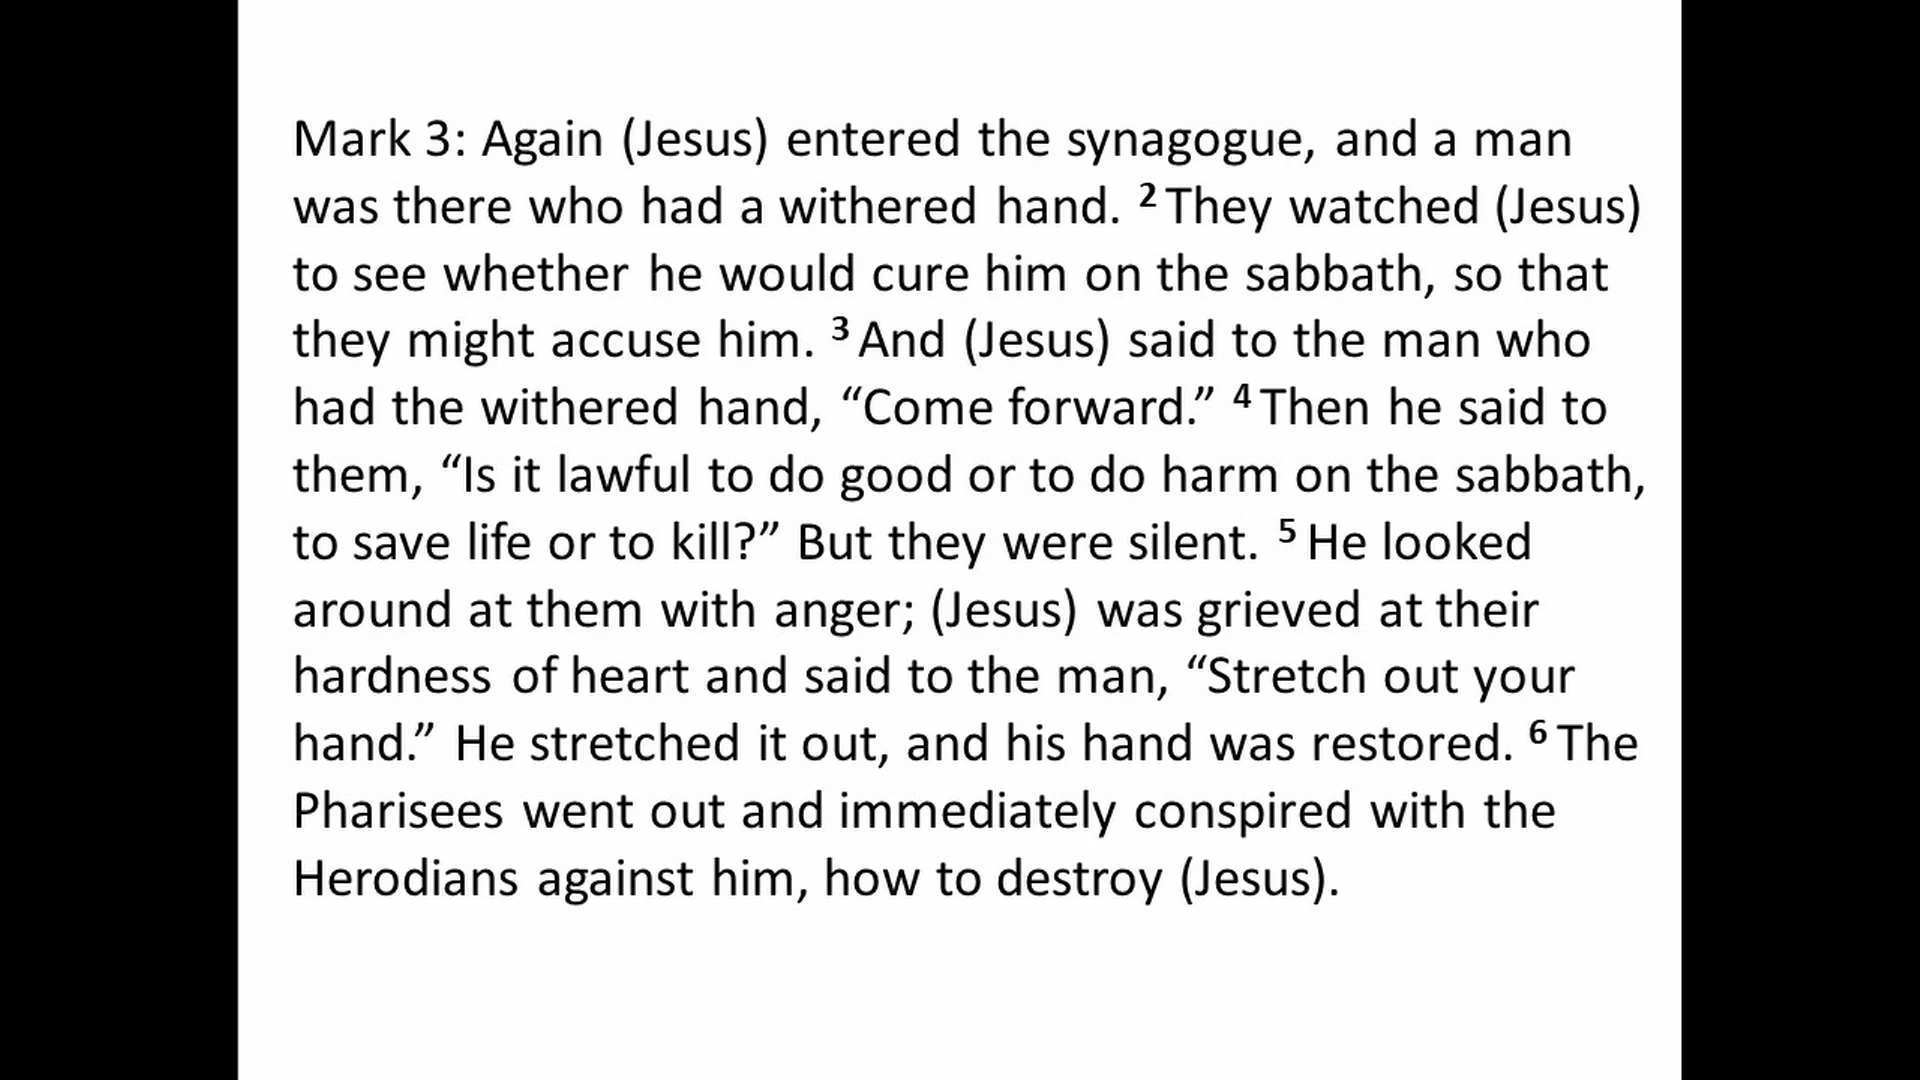 Mark 3: Again (Jesus) entered the synagogue, and a man
was there who had a withered hand. ²They watched (Jesus)
to see whether he would cure him on the sabbath, so that
they might accuse him. ³And (Jesus) said to the man who
had the withered hand, “Come forward.” ⁴Then he said to
them, “Is it lawful to do good or to do harm on the sabbath,
to save life or to kill?” But they were silent. ⁵He looked
around at them with anger; (Jesus) was grieved at their
hardness of heart and said to the man, “Stretch out your
hand.” He stretched it out, and his hand was restored. ⁶The
Pharisees went out and immediately conspired with the
Herodians against him, how to destroy (Jesus).